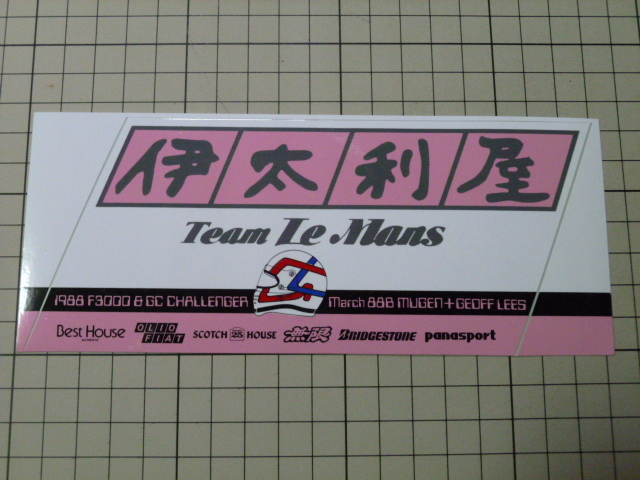 伊太利屋
Team Le Mans
1988 F3000 & GC CHALLENGER March 88B MUGEN + GEOFF LEES
Best House OLIO FIAT SCOTCH HOUSE 無限 BRIDGESTONE panasport